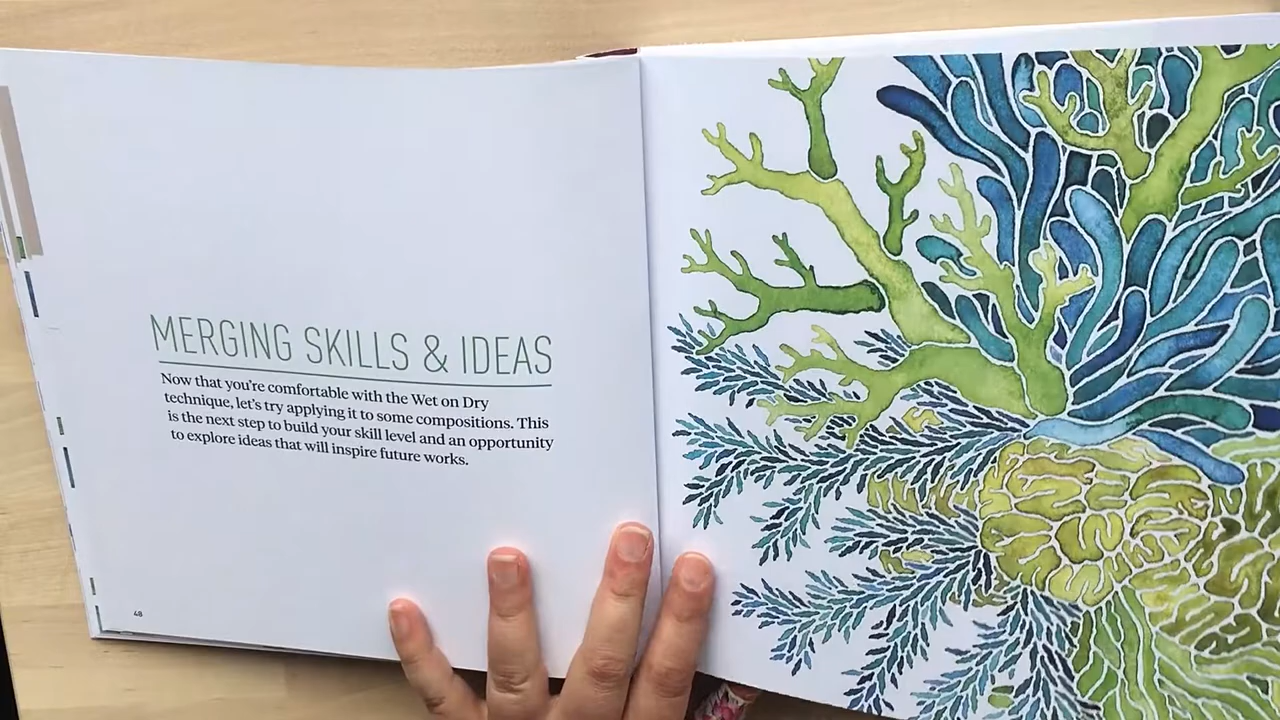 MERGING SKILLS & IDEAS
Now that you're comfortable with the Wet on Dry
technique, let's try applying it to some compositions. This
is the next step to build your skill level and an opportunity
to explore ideas that will inspire future works.
48